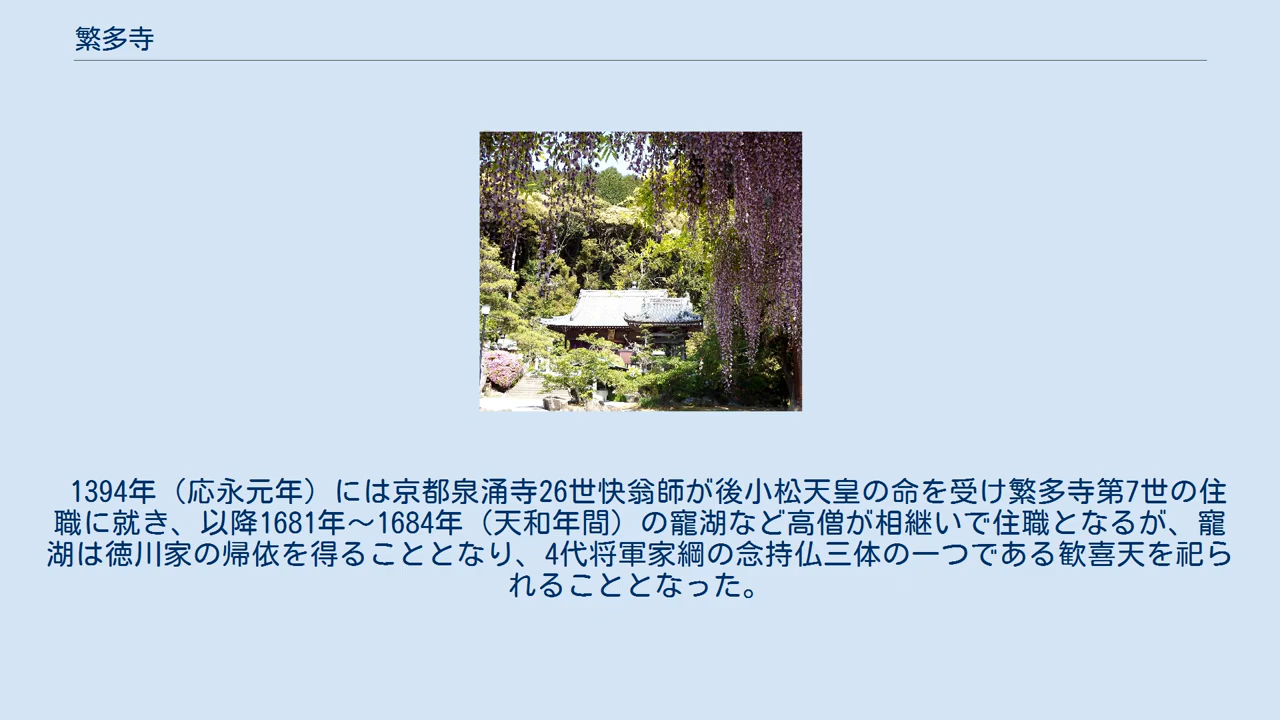 繁多寺
1394年（応永元年）には京都泉涌寺26世快翁師が後小松天皇の命を受け繁多寺第7世の住
職に就き、以降1681年～1684年（天和年間）の寵湖など高僧が相継いで住職となるが、寵
湖は徳川家の帰依を得ることとなり、4代将軍家綱の念持仏三体の一つである歓喜天を祀ら
れることとなった。